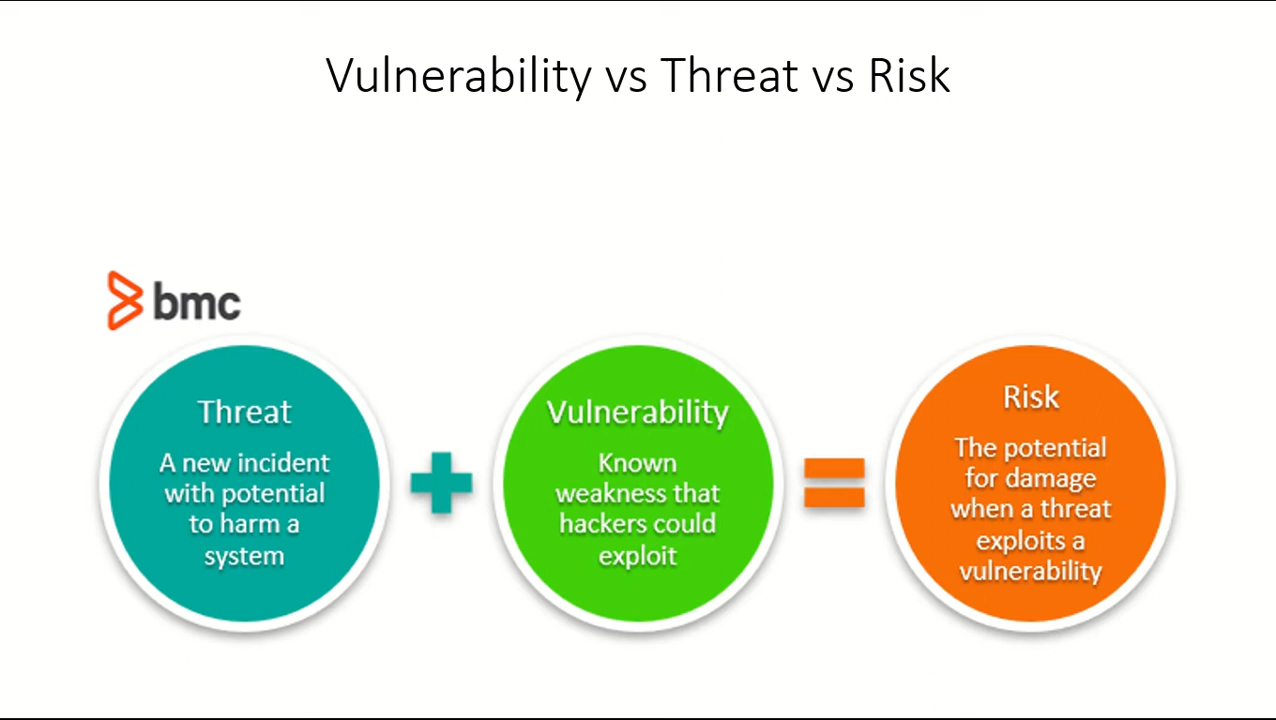 Vulnerability vs Threat vs Risk
bmc
Threat
A new incident
with potential
to harm a
system
Vulnerability
Known
weakness that
hackers could
exploit
Risk
The potential
for damage
when a threat
exploits a
vulnerability